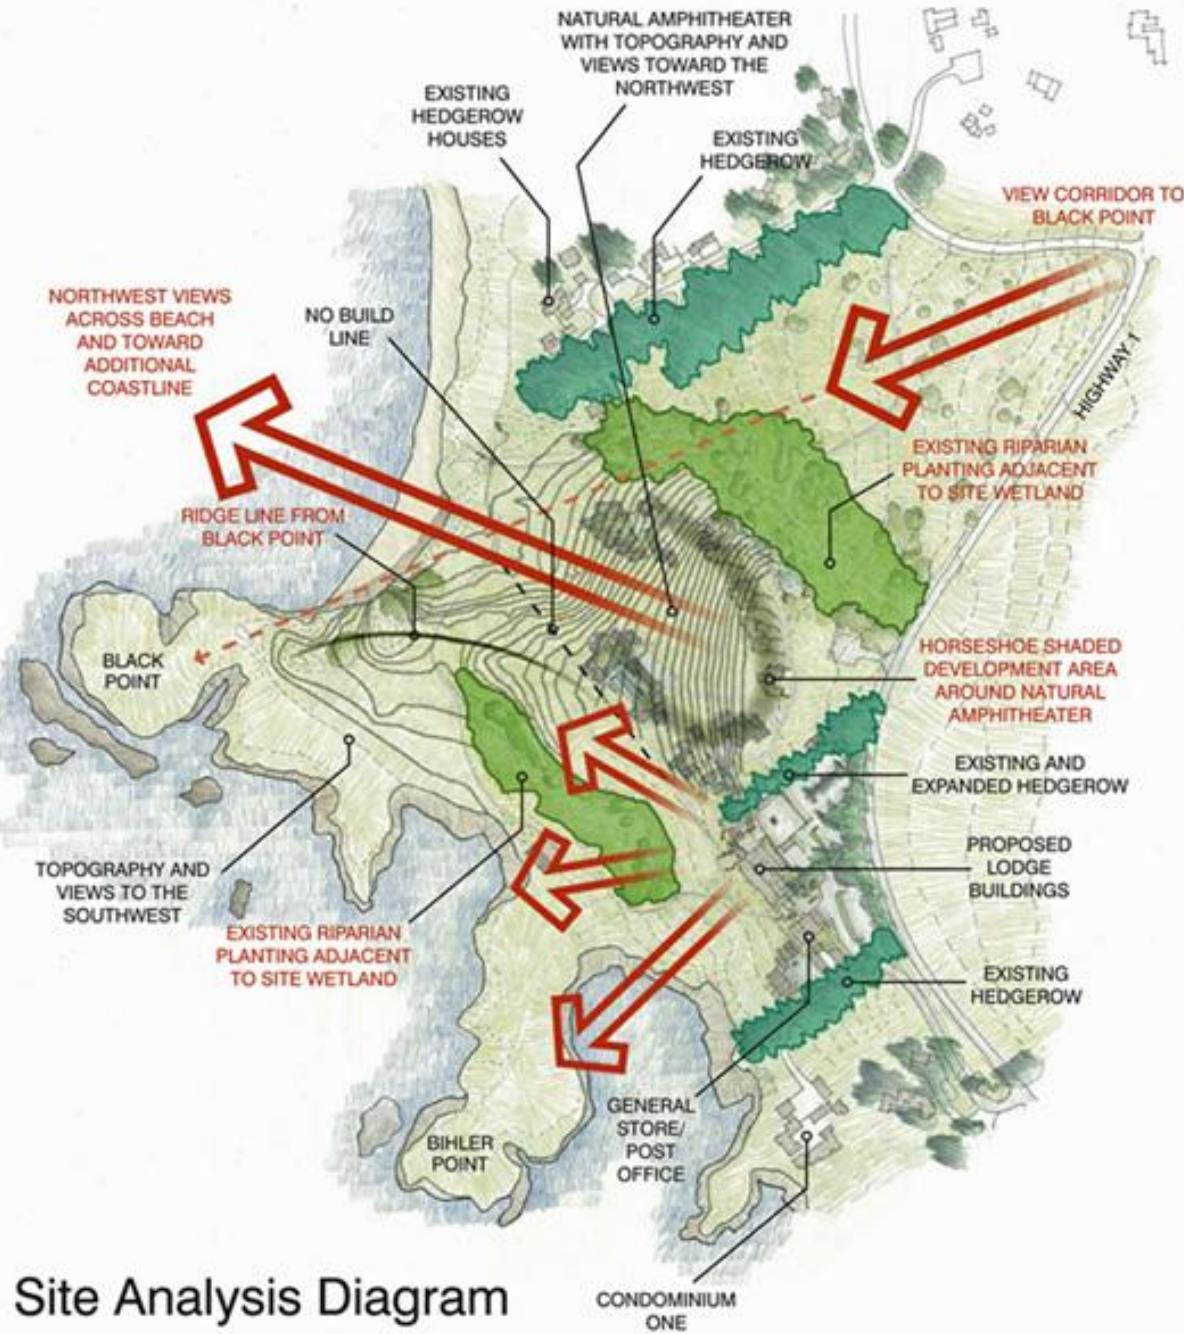 NATURAL AMPHITHEATER
WITH TOPOGRAPHY AND
VIEWS TOWARD THE
NORTHWEST
EXISTING
HEDGEROW
HOUSES
EXISTING
HEDGEROW
VIEW CORRIDOR TO
BLACK POINT
NORTHWEST VIEWS
ACROSS BEACH
AND TOWARD
ADDITIONAL
COASTLINE
NO BUILD
LINE
HIGHWAY 1
EXISTING RIPARIAN
PLANTING ADJACENT
TO SITE WETLAND
RIDGE LINE FROM
BLACK POINT
BLACK
POINT
HORSESHOE SHADED
DEVELOPMENT AREA
AROUND NATURAL
AMPHITHEATER
EXISTING AND
EXPANDED HEDGEROW
TOPOGRAPHY AND
VIEWS TO THE
SOUTHWEST
PROPOSED
LODGE
BUILDINGS
EXISTING RIPARIAN
PLANTING ADJACENT
TO SITE WETLAND
EXISTING
HEDGEROW
GENERAL
STORE/
POST
OFFICE
BIHLER
POINT
Site Analysis Diagram
CONDOMINIUM
ONE